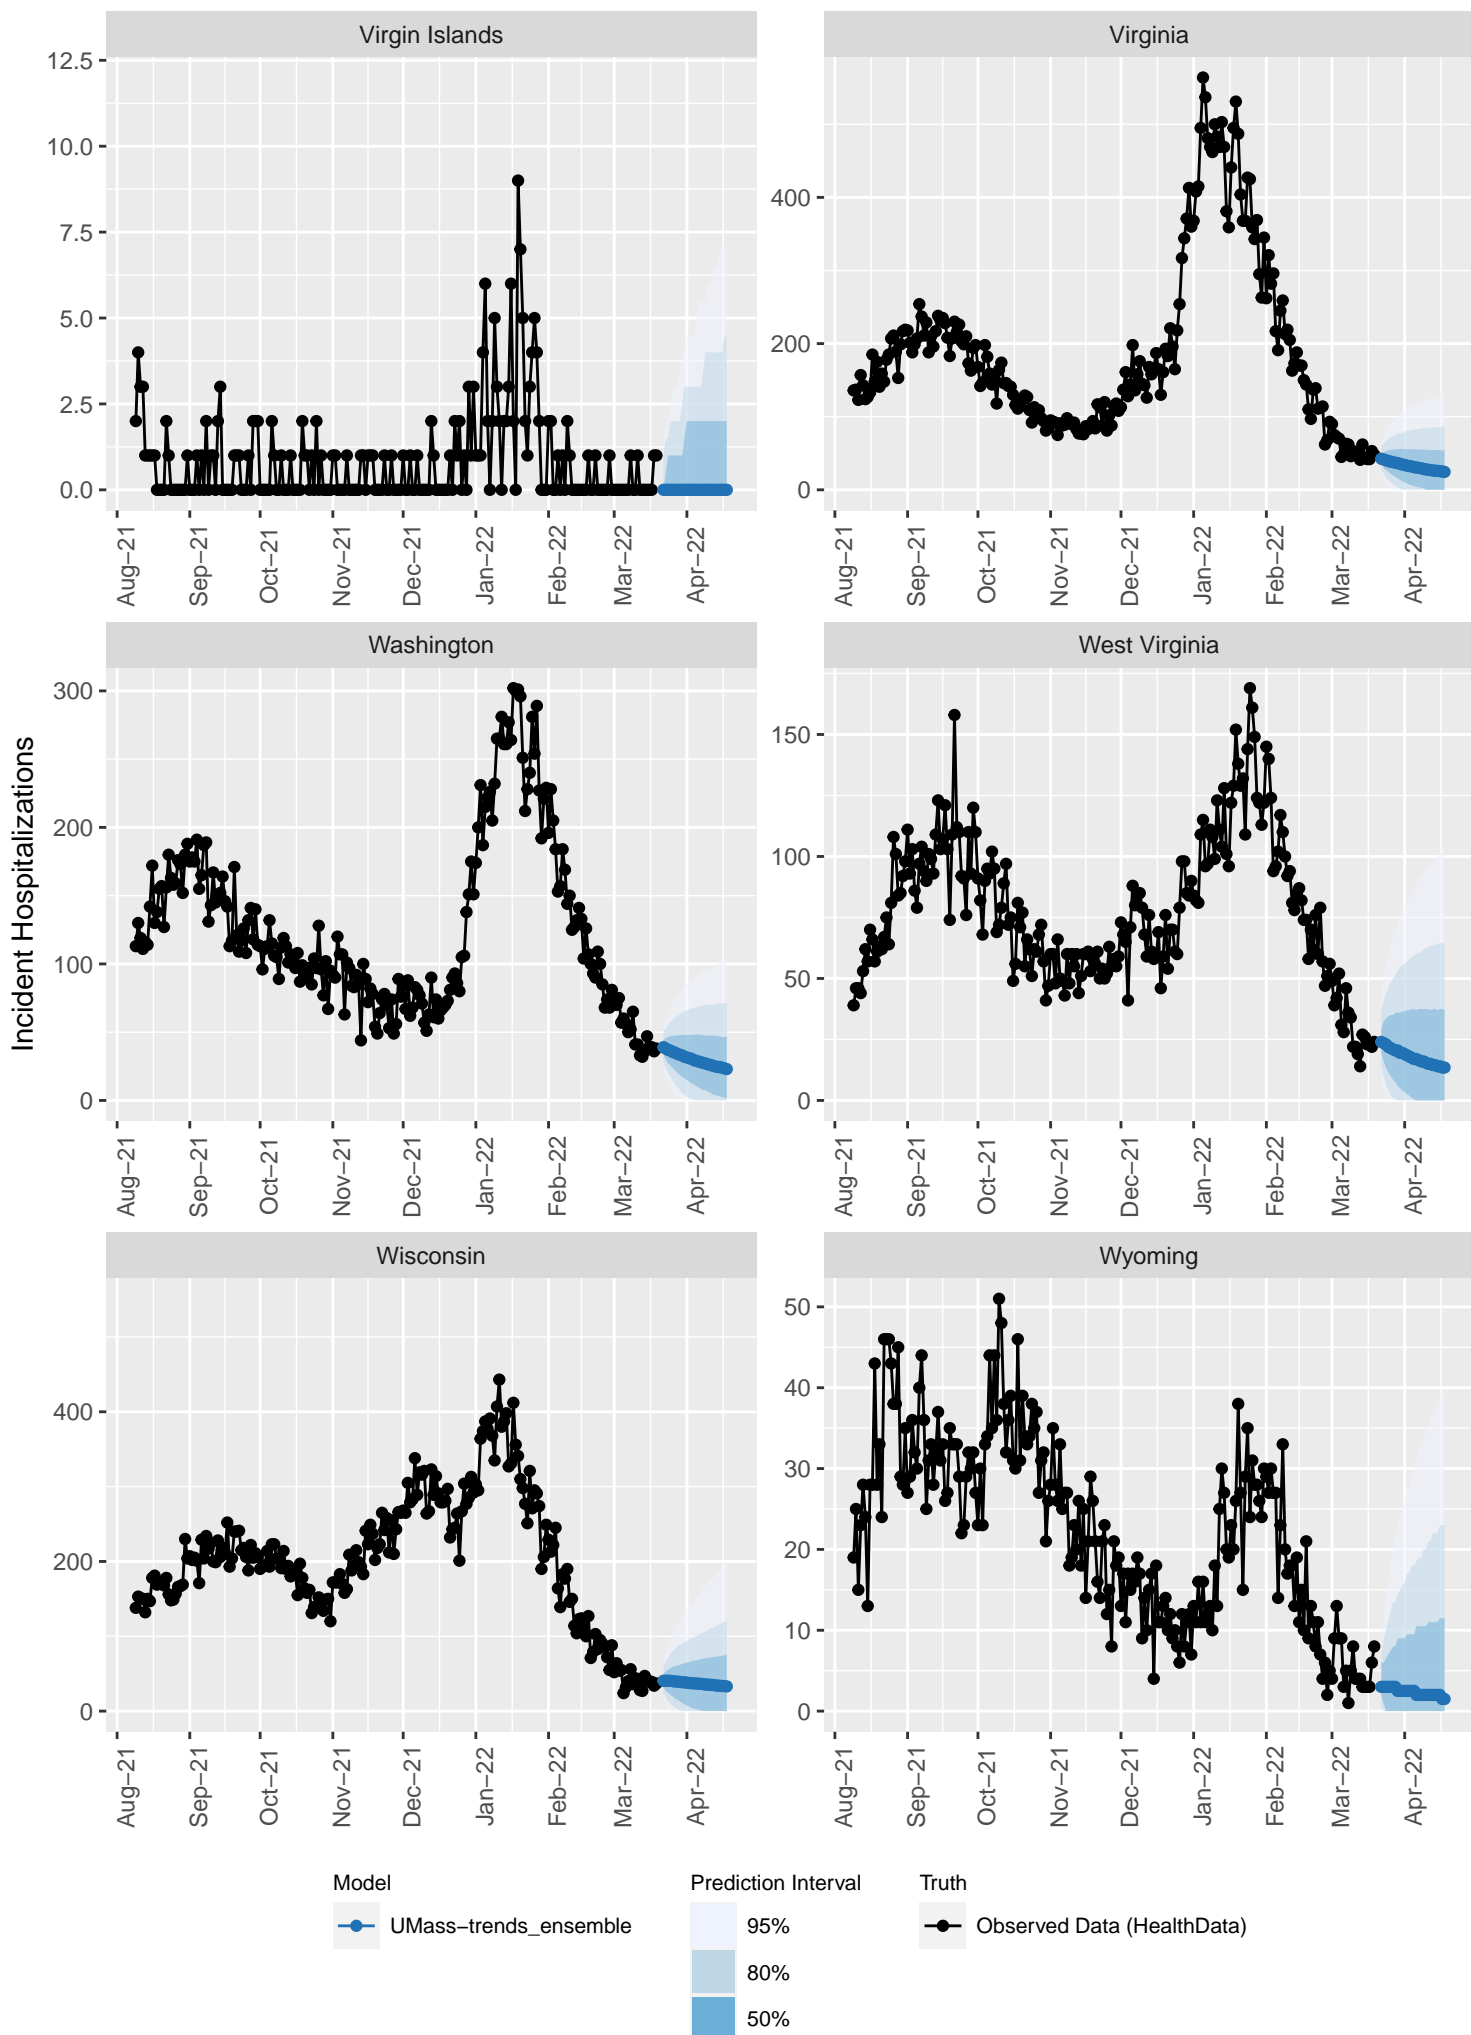 Virgin Islands
Virginia
12.5
10.0
7.5
5.0
2.5
0.0
400
200
0
Aug−21
Sep−21
Oct−21
Nov−21
Dec−21
Jan−22
Feb−22
Mar−22
Apr−22
Aug−21
Sep−21
Oct−21
Nov−21
Dec−21
Jan−22
Feb−22
Mar−22
Apr−22
Washington
West Virginia
Incident Hospitalizations
300
200
100
0
150
100
50
0
Aug−21
Sep−21
Oct−21
Nov−21
Dec−21
Jan−22
Feb−22
Mar−22
Apr−22
Aug−21
Sep−21
Oct−21
Nov−21
Dec−21
Jan−22
Feb−22
Mar−22
Apr−22
Wisconsin
Wyoming
400
200
0
50
40
30
20
10
0
Aug−21
Sep−21
Oct−21
Nov−21
Dec−21
Jan−22
Feb−22
Mar−22
Apr−22
Aug−21
Sep−21
Oct−21
Nov−21
Dec−21
Jan−22
Feb−22
Mar−22
Apr−22
Model
UMass−trends_ensemble
Prediction Interval
95%
80%
50%
Truth
Observed Data (HealthData)